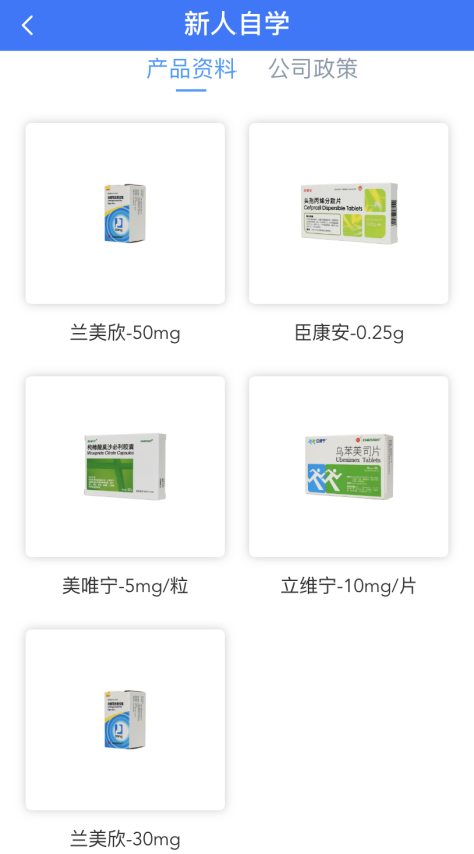 新人自学
产品资料 公司政策
头孢丙烯分散片
Cefprozil Dispersible Tablets
兰美欣-50mg
臣康安-0.25g
枸橼酸莫沙必利胶囊
Mosapride Citrate Capsules
乌苯美司片
Ubenimex Tablets
美唯宁-5mg/粒
立维宁-10mg/片
兰美欣-30mg